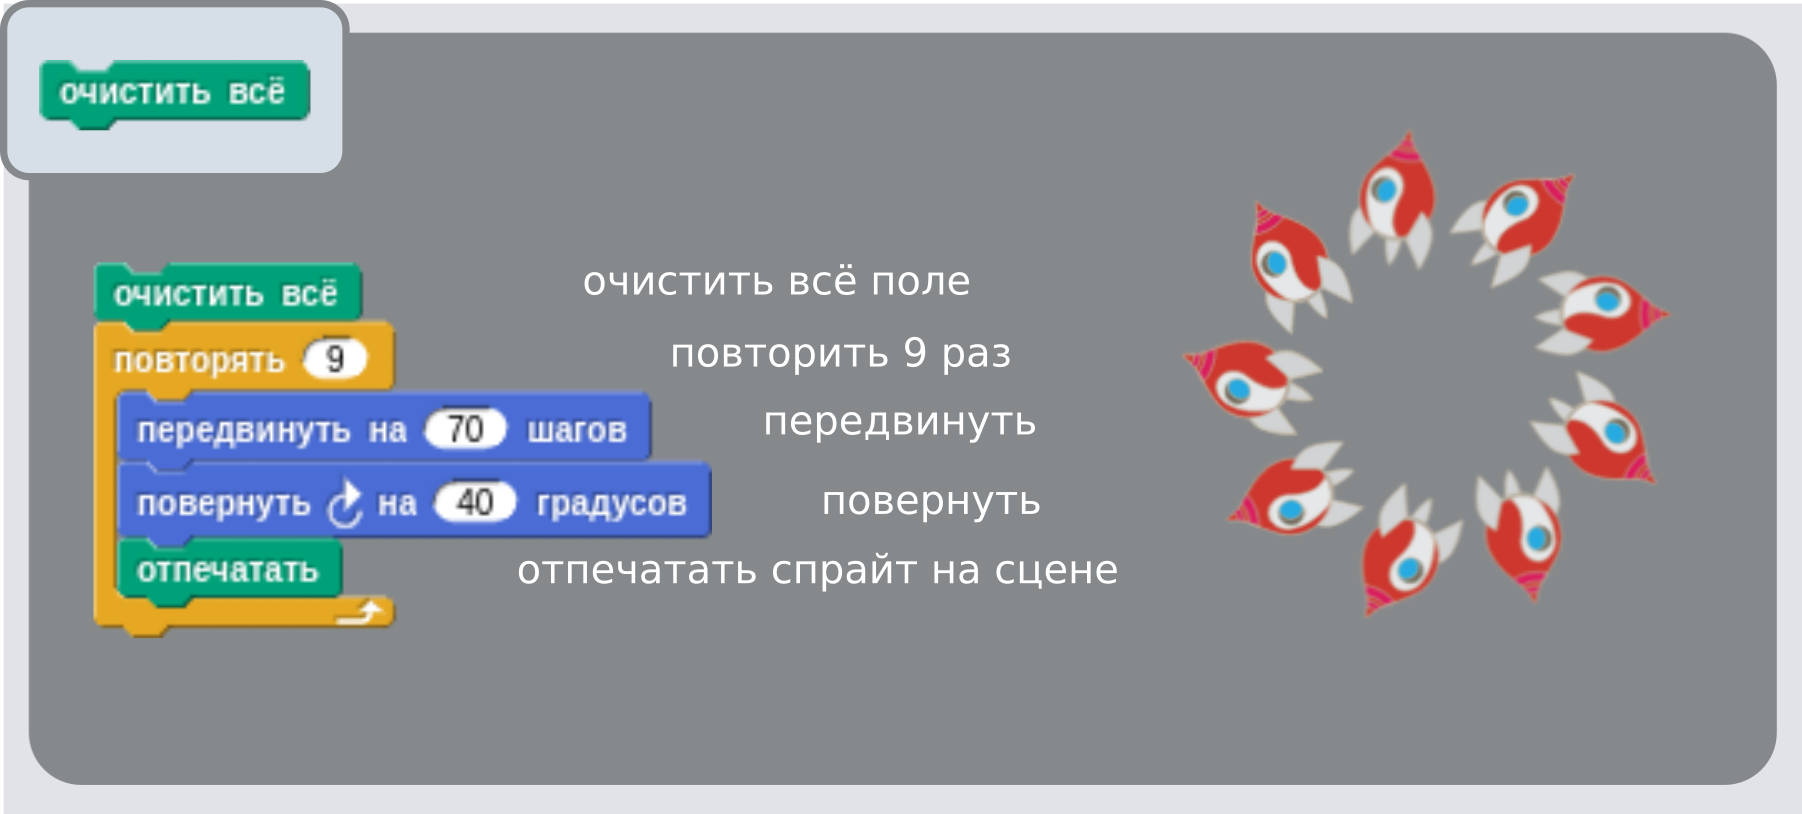 очистить всё
очистить всё
очистить всё поле
повторять 9
повторить 9 раз
передвинуть на 70 шагов
передвинуть
повернуть на 40 градусов
повернуть
отпечатать
отпечатать спрайт на сцене